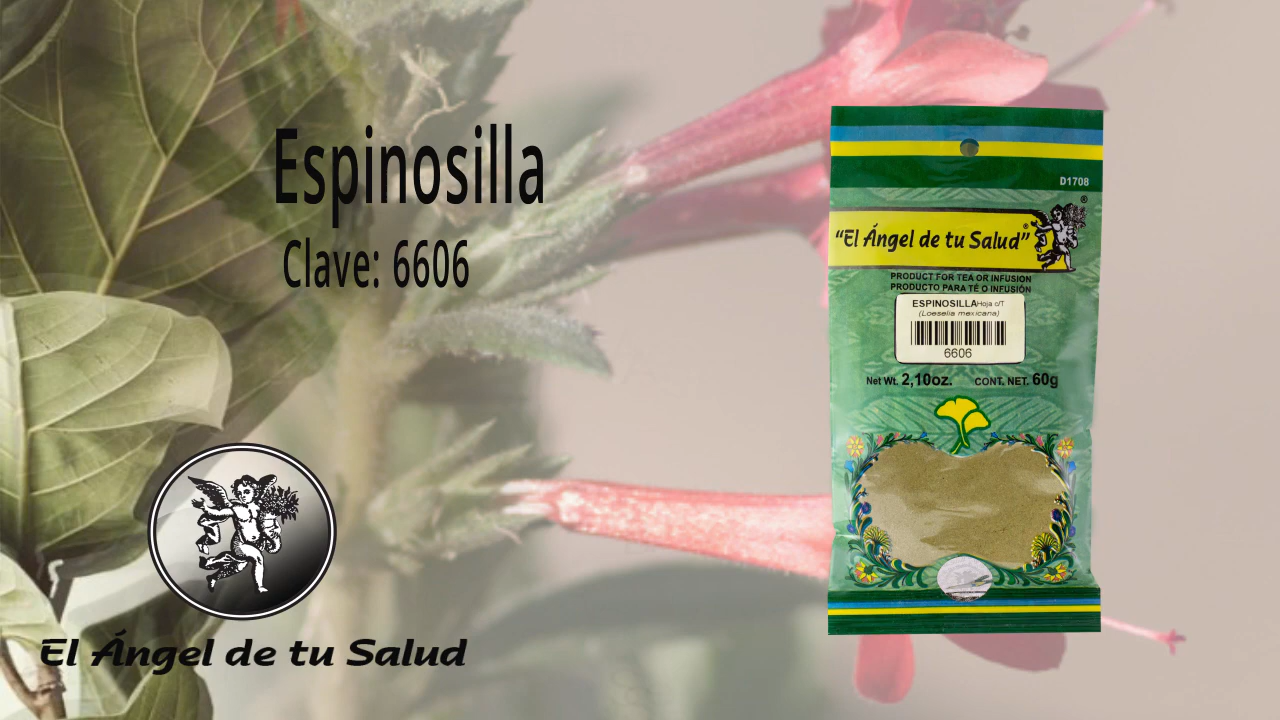 Espinosilla
Clave: 6606
El Ángel de tu Salud
D1708
®
"El Ángel de tu Salud"®
PRODUCT FOR TEA OR INFUSION
PRODUCTO PARA TÉ O INFUSIÓN
ESPINOSILLA Hoja c/T
(Loeselia mexicana)
6606
Net Wt. 2,10oz. CONT. NET. 60g